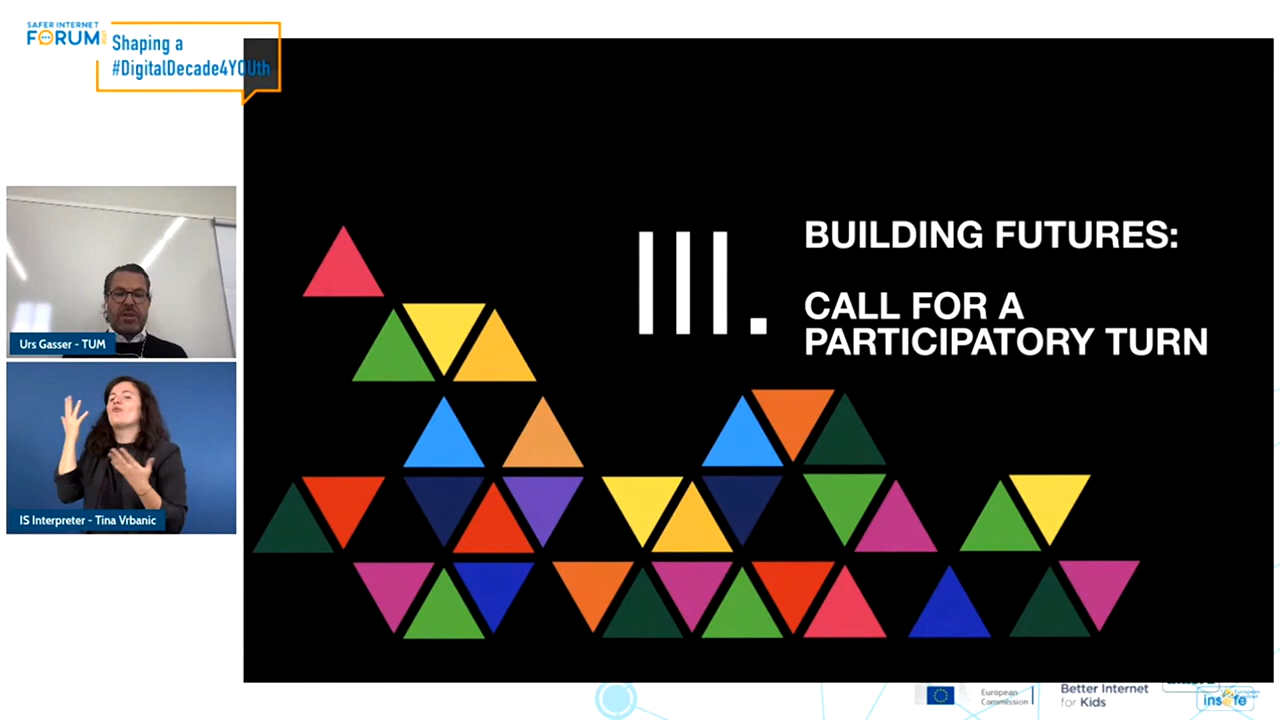 SAFER INTERNET
FORUM
Shaping a
#DigitalDecade4YOUth
III.
BUILDING FUTURES:
CALL FOR A
PARTICIPATORY TURN
Urs Gasser - TUM
IS Interpreter - Tina Vrbanic
European
Commission
Better Internet
for Kids
insafe